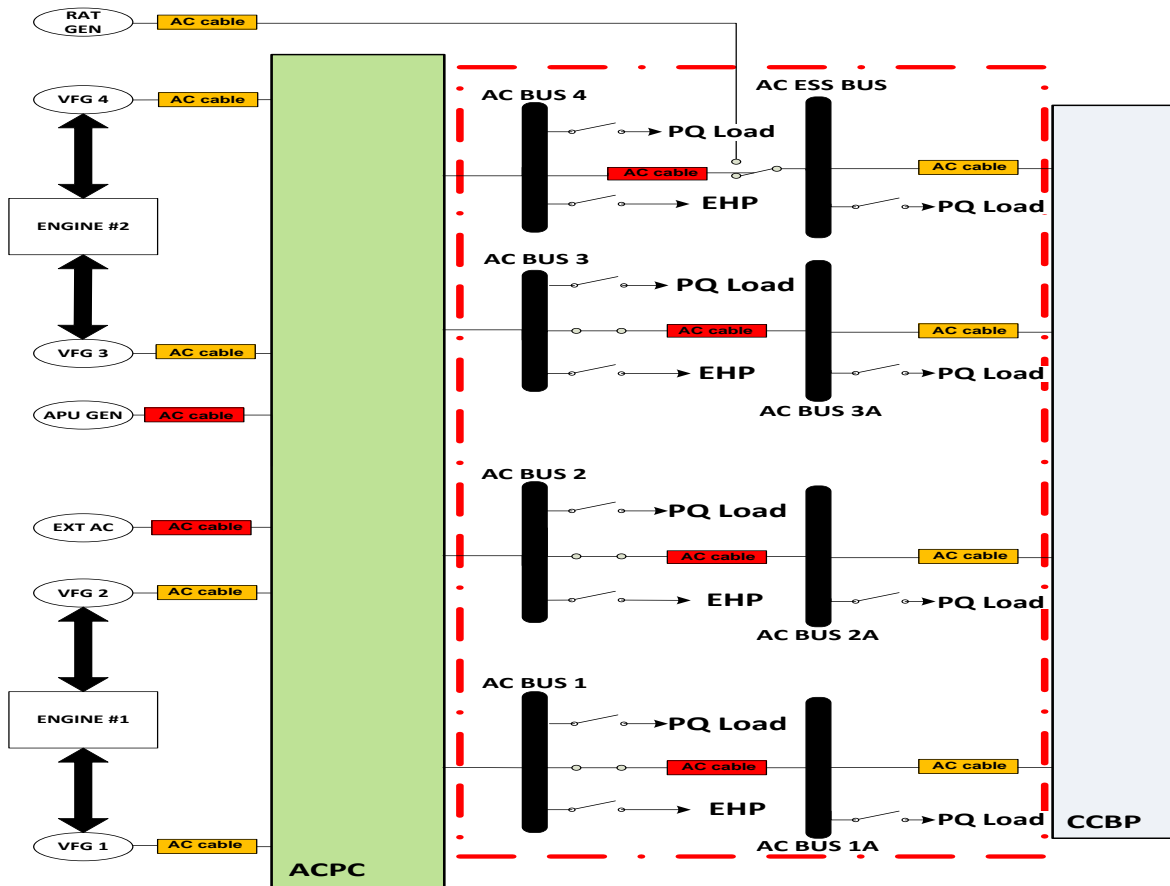 RAT
GEN
AC cable
VFG 4
AC cable
ENGINE #2
VFG 3
AC cable
APU GEN
AC cable
EXT AC
AC cable
VFG 2
AC cable
ENGINE #1
VFG 1
AC cable
ACPC
AC BUS 4
PQ Load
AC cable
EHP
AC ESS BUS
AC cable
PQ Load
AC BUS 3
PQ Load
AC cable
EHP
AC cable
PQ Load
AC BUS 3A
AC BUS 2
PQ Load
AC cable
EHP
AC cable
PQ Load
AC BUS 2A
AC BUS 1
PQ Load
AC cable
EHP
AC cable
PQ Load
AC BUS 1A
CCBP